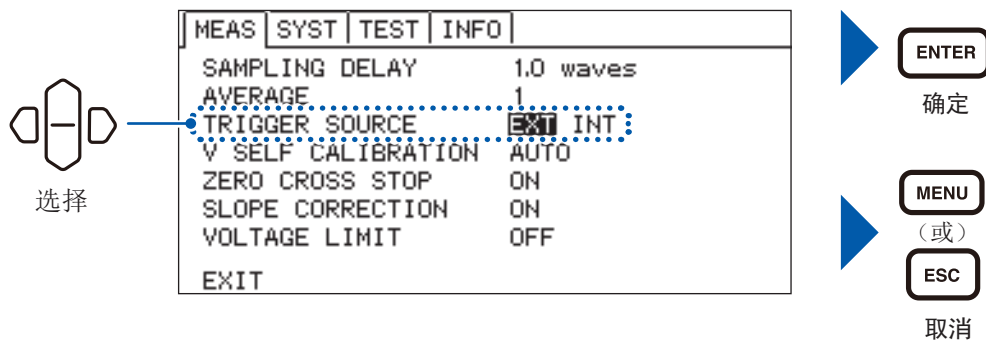 MEAS SYST TEST INFO
SAMPLING DELAY 1.0 waves
AVERAGE 1
TRIGGER SOURCE EXT INT
V SELF CALIBRATION AUTO
ZERO CROSS STOP ON
SLOPE CORRECTION ON
VOLTAGE LIMIT OFF
EXIT
选择
ENTER
确定
MENU
（或）
ESC
取消